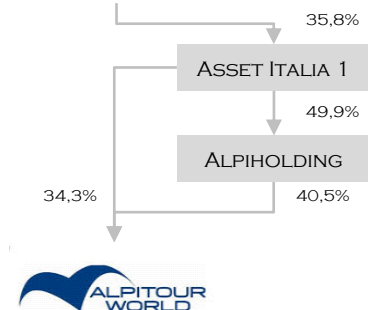 35,8%
ASSET ITALIA 1
49,9%
ALPIHOLDING
34,3%
40,5%
ALPITOUR
WORLD